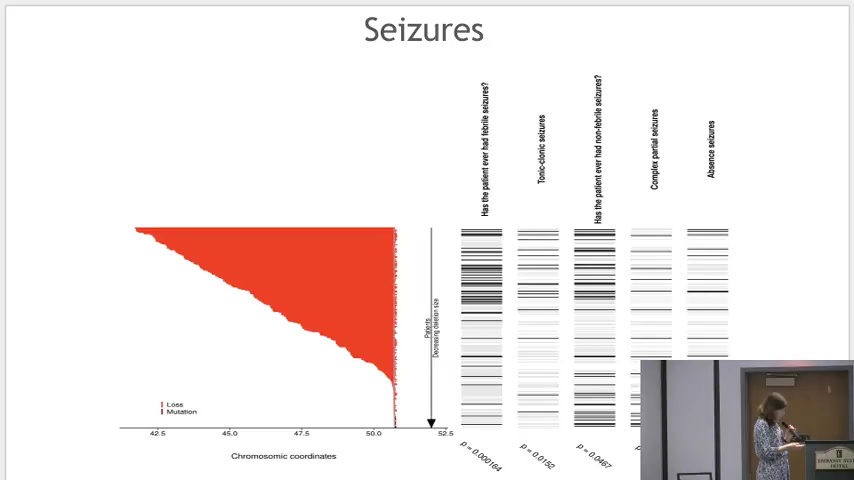 Seizures
Has the patient ever had febrile seizures?
Tonic-clonic seizures
Has the patient ever had non-febrile seizures?
Complex partial seizures
Absence seizures
Patients
Decreasing deletion size
Loss
Mutation
42.5 45.0 47.5 50.0 52.5
Chromosomic coordinates
p = 0.000164
p = 0.0152
p = 0.0467
HOTEL